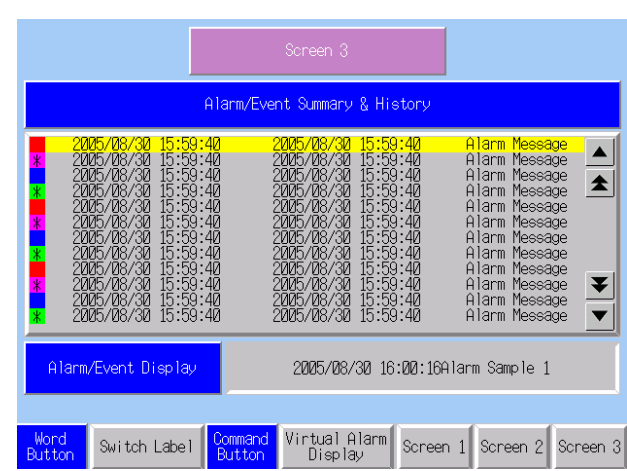 Screen 3
Alarm/Event Summary & History
2005/08/30 15:59:40 2005/08/30 15:59:40 Alarm Message
* 2005/08/30 15:59:40 2005/08/30 15:59:40 Alarm Message
2005/08/30 15:59:40 2005/08/30 15:59:40 Alarm Message
* 2005/08/30 15:59:40 2005/08/30 15:59:40 Alarm Message
2005/08/30 15:59:40 2005/08/30 15:59:40 Alarm Message
* 2005/08/30 15:59:40 2005/08/30 15:59:40 Alarm Message
2005/08/30 15:59:40 2005/08/30 15:59:40 Alarm Message
* 2005/08/30 15:59:40 2005/08/30 15:59:40 Alarm Message
2005/08/30 15:59:40 2005/08/30 15:59:40 Alarm Message
* 2005/08/30 15:59:40 2005/08/30 15:59:40 Alarm Message
2005/08/30 15:59:40 2005/08/30 15:59:40 Alarm Message
* 2005/08/30 15:59:40 2005/08/30 15:59:40 Alarm Message
Alarm/Event Display
2005/08/30 16:00:16Alarm Sample 1
Word
Button
Switch Label
Command
Button
Virtual Alarm
Display
Screen 1
Screen 2
Screen 3